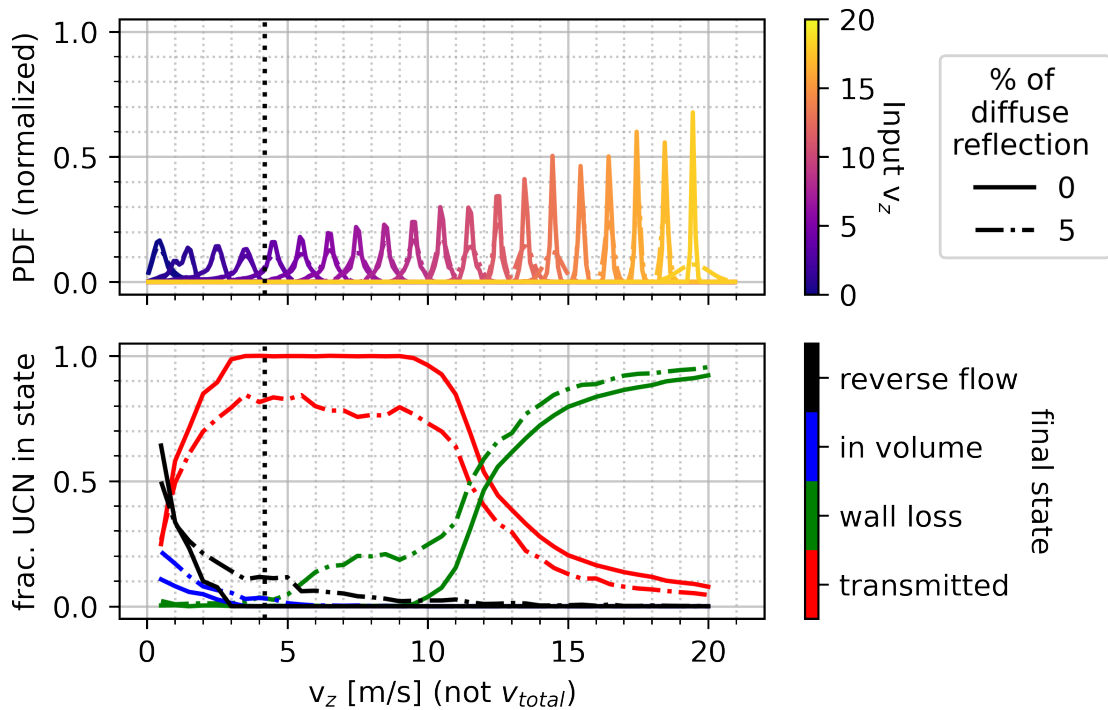 PDF (normalized)
1.0
0.5
0.0
20
15
10
5
0
Input v_z
% of
diffuse
reflection
0
5
frac. UCN in state
1.0
0.5
0.0
0
5
10
15
20
v_z [m/s] (not v_total)
reverse flow
in volume
wall loss
transmitted
final state